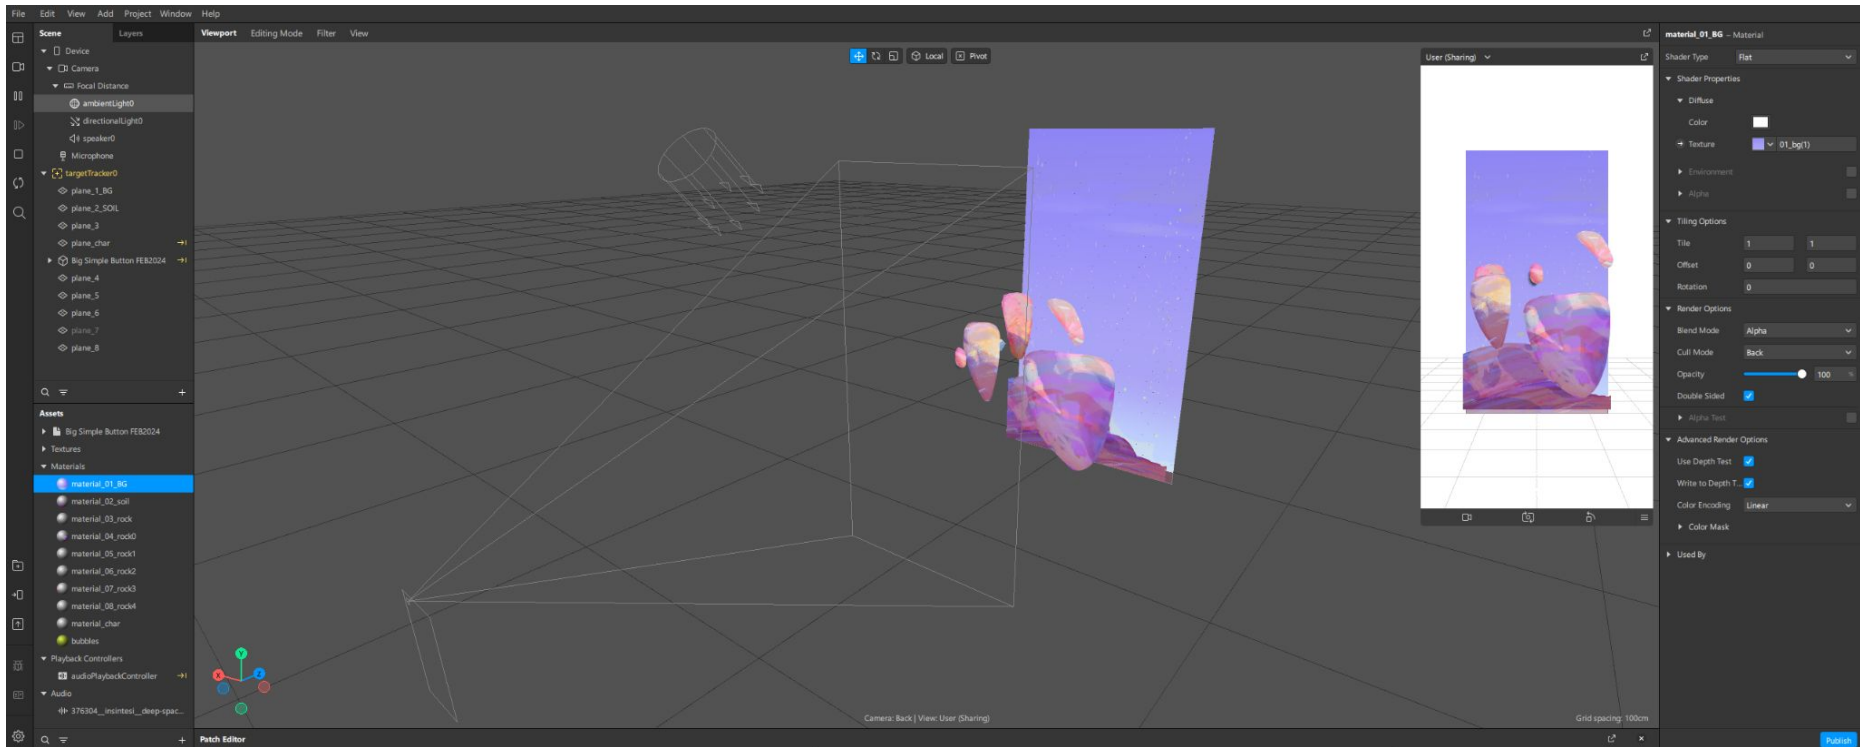 File Edit View Add Project Window Help
Scene Layers
Device
Camera
Focal Distance
ambientLight0
directionalLight0
speaker0
Microphone
targetTracker0
plane_1_BG
plane_2_SOIL
plane_3
plane_char
Big Simple Button FEB2024
plane_4
plane_5
plane_6
plane_7
plane_8
Assets
Big Simple Button FEB2024
Textures
Materials
material_01_BG
material_02_soil
material_03_rock
material_04_rock0
material_05_rock1
material_06_rock2
material_07_rock3
material_08_rock4
material_char
bubbles
Playback Controllers
audioPlaybackController
Audio
376304__insintesi__deep-spac...
Viewport Editing Mode Filter View
Local Pivot
User (Sharing)
Y
X
Z
Camera: Back | View: User (Sharing)
Grid spacing: 100cm
Patch Editor
material_01_BG – Material
Shader Type Flat
Shader Properties
Diffuse
Color
Texture 01_bg(1)
Environment
Alpha
Tiling Options
Tile 1 1
Offset 0 0
Rotation 0
Render Options
Blend Mode Alpha
Cull Mode Back
Opacity 100 %
Double Sided
Alpha Test
Advanced Render Options
Use Depth Test
Write to Depth T...
Color Encoding Linear
Color Mask
Used By
Publish